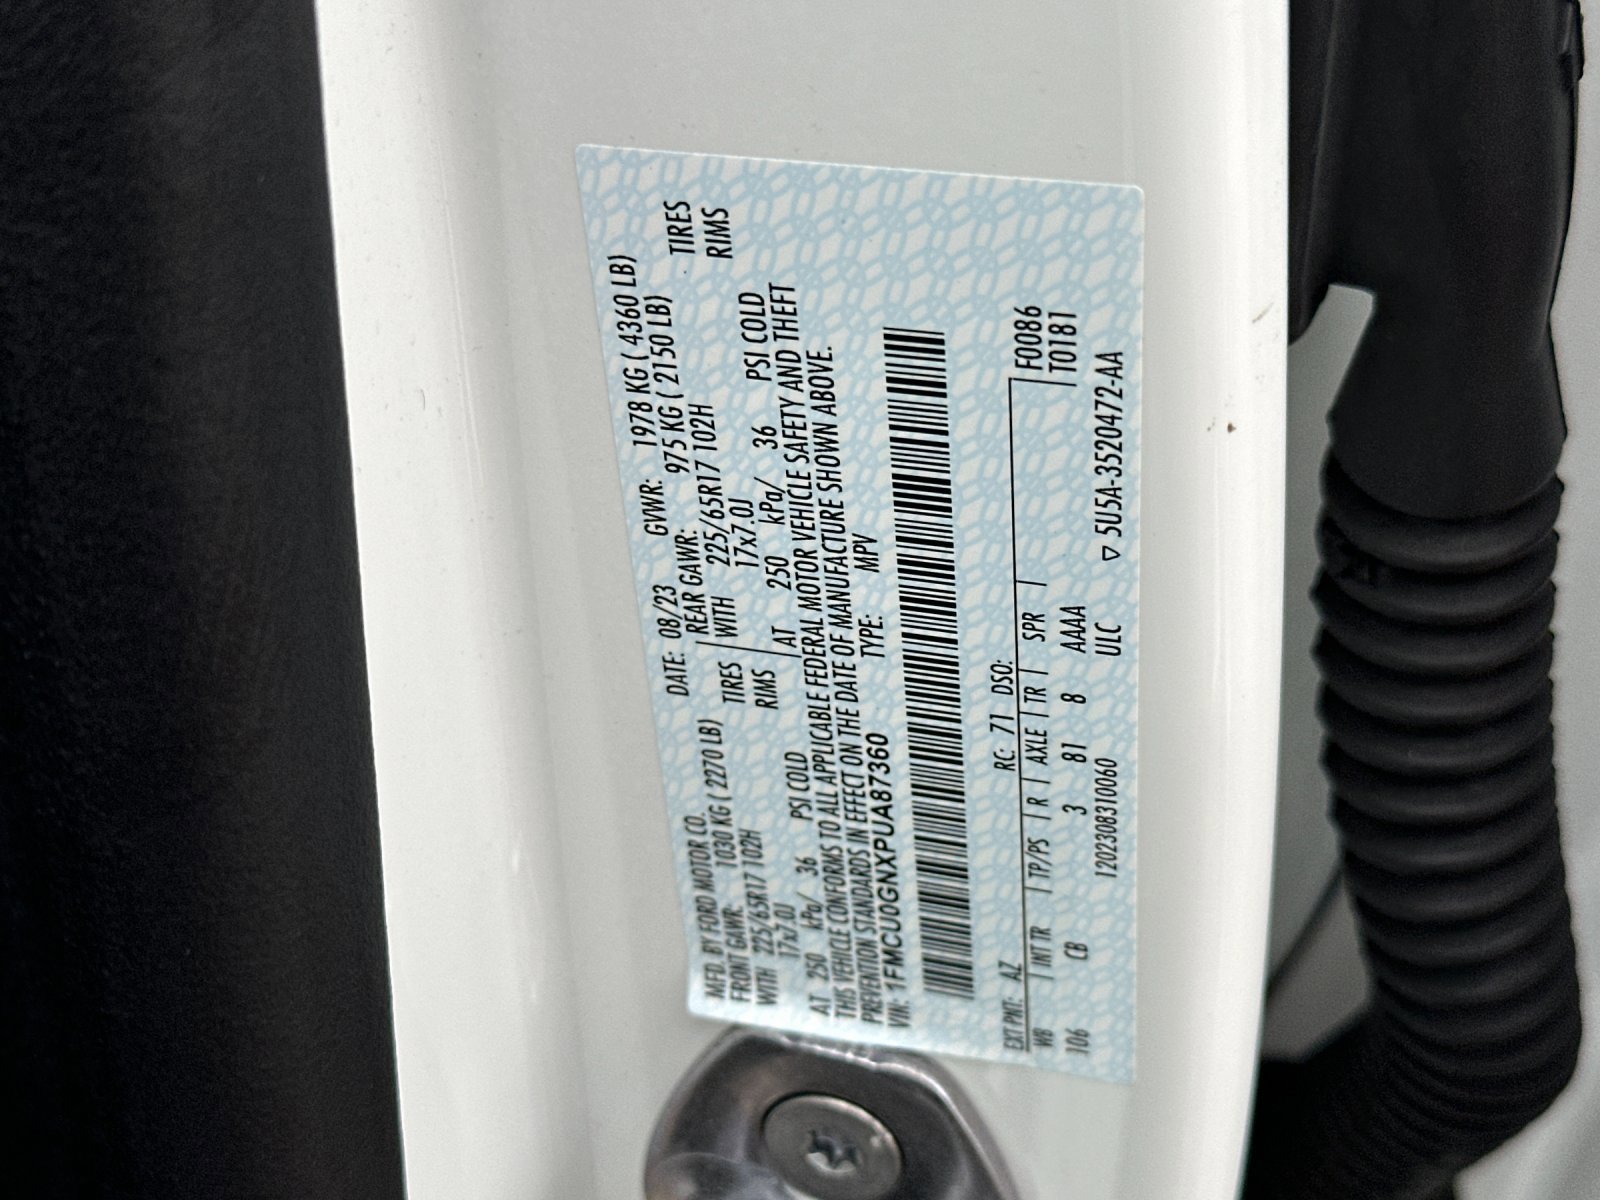 MFD. BY FORD MOTOR CO.
DATE: 08/23 GVWR: 1978 KG ( 4360 LB)
FRONT GAWR: 1030 KG ( 2270 LB) REAR GAWR: 975 KG ( 2150 LB)
WITH 225/65R17 102H TIRES WITH 225/65R17 102H TIRES
17x7.0J RIMS 17x7.0J RIMS
AT 250 kPa/ 36 PSI COLD AT 250 kPa/ 36 PSI COLD
THIS VEHICLE CONFORMS TO ALL APPLICABLE FEDERAL MOTOR VEHICLE SAFETY AND THEFT
PREVENTION STANDARDS IN EFFECT ON THE DATE OF MANUFACTURE SHOWN ABOVE.
VIN: 1FMCU0GNXPUA87360 TYPE: MPV
EXT PNT: AZ RC: 71 DSO: F0086
WB INT TR TP/PS R AXLE TR SPR T0181
106 CB 3 81 8 AAAA
1202308310060 ULC ▽ 5U5A-3520472-AA